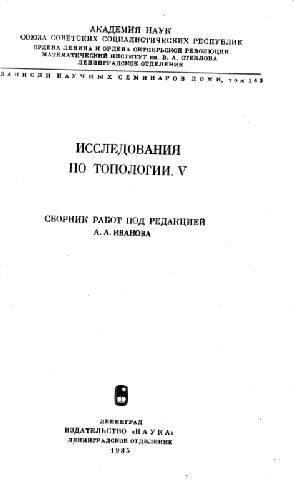 АКАДЕМИЯ НАУК
СОЮЗА СОВЕТСКИХ СОЦИАЛИСТИЧЕСКИХ РЕСПУБЛИК
ОРДЕНА ЛЕНИНА И ОРДЕНА ОКТЯБРЬСКОЙ РЕВОЛЮЦИИ
МАТЕМАТИЧЕСКИЙ ИНСТИТУТ им. В. А. СТЕКЛОВА
ЛЕНИНГРАДСКОЕ ОТДЕЛЕНИЕ
ЗАПИСКИ НАУЧНЫХ СЕМИНАРОВ ЛОМИ, том 143
ИССЛЕДОВАНИЯ
ПО ТОПОЛОГИИ. V
СБОРНИК РАБОТ ПОД РЕДАКЦИЕЙ
А. А. ИВАНОВА
ЛЕНИНГРАД
ИЗДАТЕЛЬСТВО «НАУКА»
ЛЕНИНГРАДСКОЕ ОТДЕЛЕНИЕ
1985